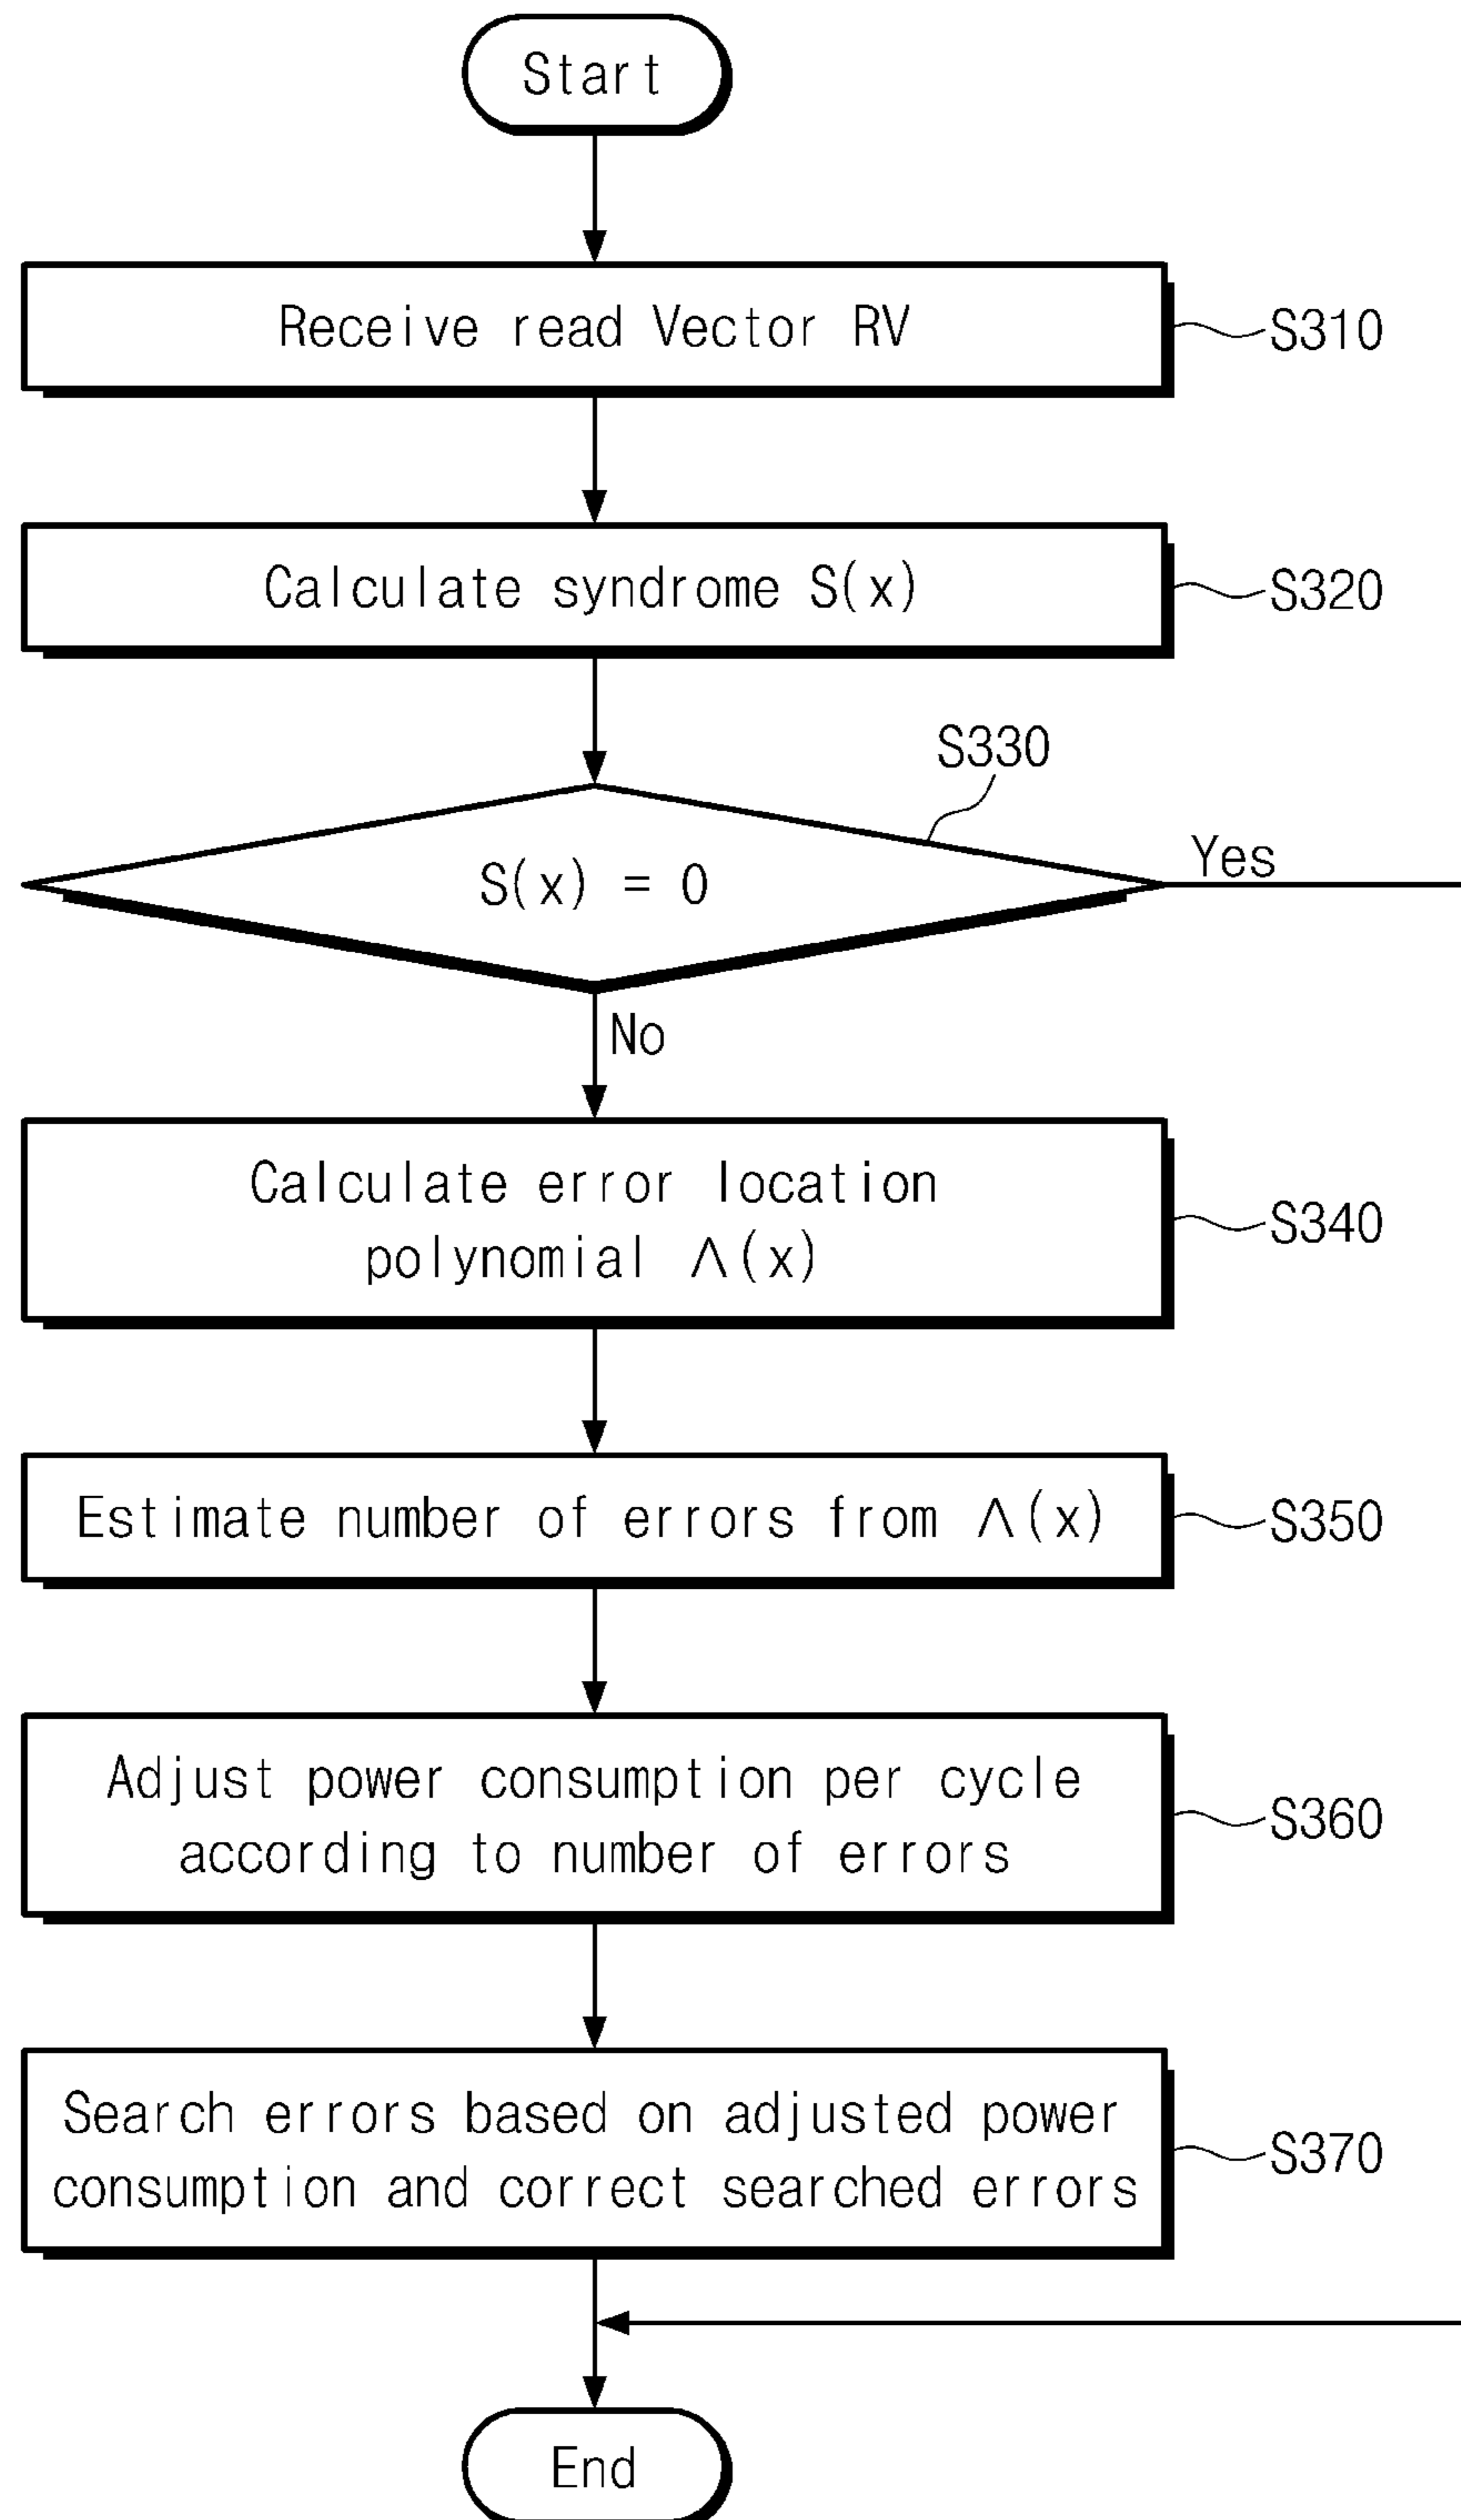 Start
Receive read Vector RV
S310
Calculate syndrome S(x)
S320
S330
S(x) = 0
Yes
No
Calculate error location
polynomial Λ(x)
S340
Estimate number of errors from Λ(x)
S350
Adjust power consumption per cycle
according to number of errors
S360
Search errors based on adjusted power
consumption and correct searched errors
S370
End